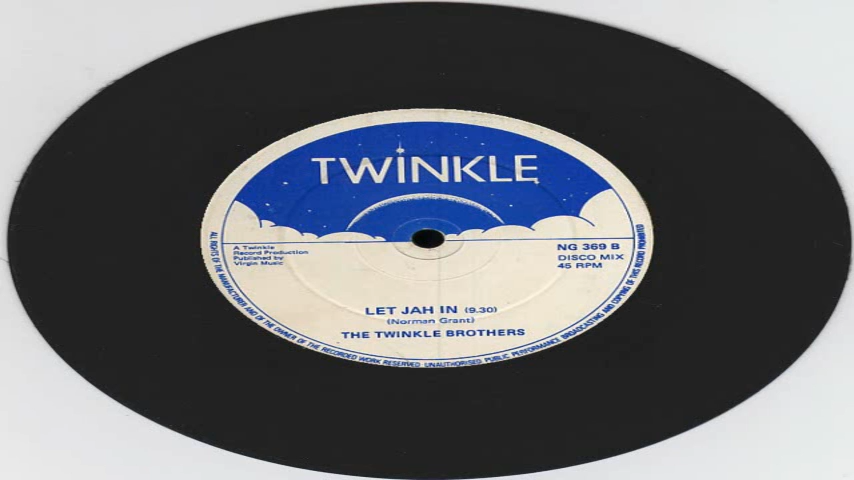 TWINKLE
A Twinkle
Record Production
Published by
Virgin Music
NG 369 B
DISCO MIX
45 RPM
LET JAH IN (9.30)
(Norman Grant)
THE TWINKLE BROTHERS
ALL RIGHTS OF THE MANUFACTURER AND OF THE OWNER OF THE RECORDED WORK RESERVED UNAUTHORISED PUBLIC PERFORMANCE BROADCASTING AND COPYING OF THIS RECORD PROHIBITED